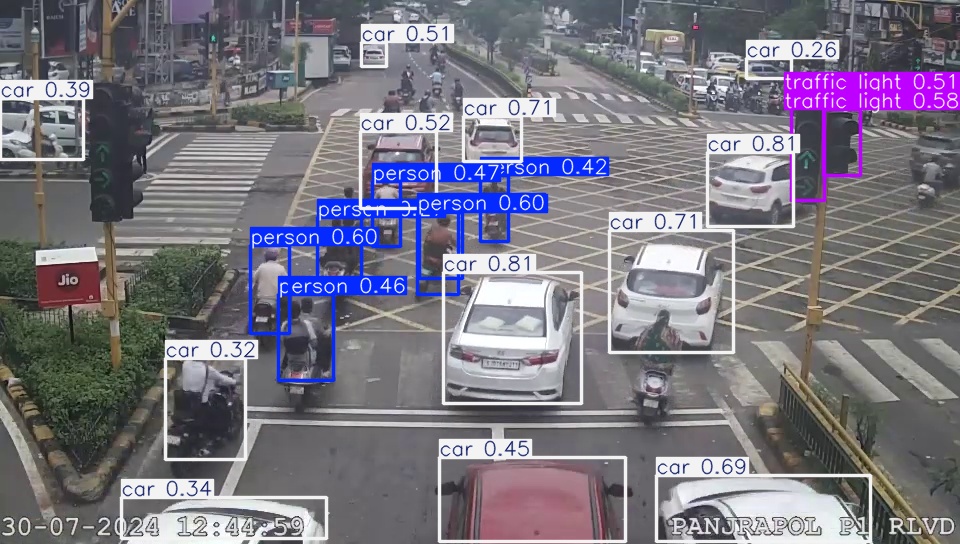 car 0.51
car 0.26
traffic light 0.51
car 0.39
traffic light 0.58
car 0.71
car 0.52
car 0.81
person 0.42
person 0.47
person 0.60
car 0.71
person 0.60
car 0.81
person 0.46
car 0.32
Jio
car 0.45
car 0.69
car 0.34
30-07-2024 12:44:59
PANJRAPOL P1 RLVD